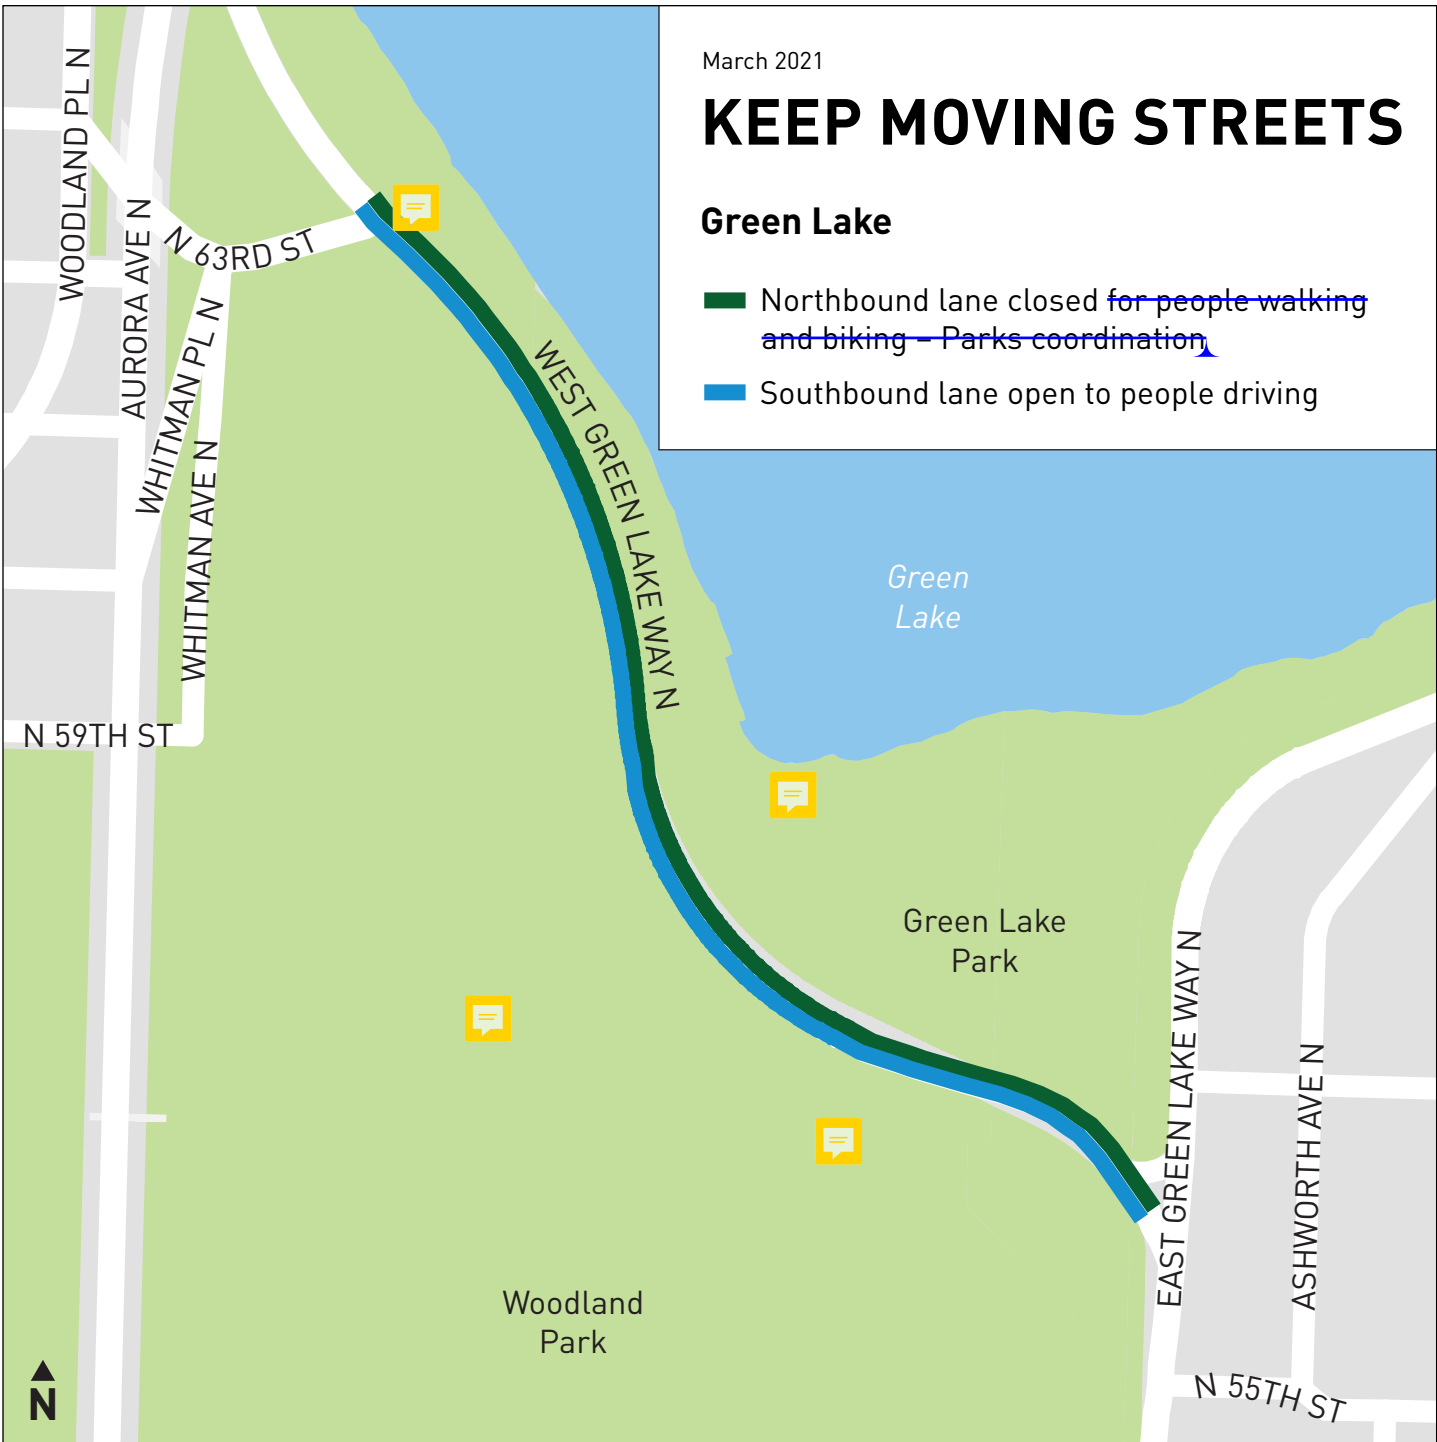 March 2021
KEEP MOVING STREETS
Green Lake
Northbound lane closed for people walking
and biking – Parks coordination
Southbound lane open to people driving
WOODLAND PL N
AURORA AVE N
N 63RD ST
WHITMAN PL N
WHITMAN AVE N
WEST GREEN LAKE WAY N
Green
Lake
N 59TH ST
Green Lake
Park
EAST GREEN LAKE WAY N
ASHWORTH AVE N
Woodland
Park
N 55TH ST
N